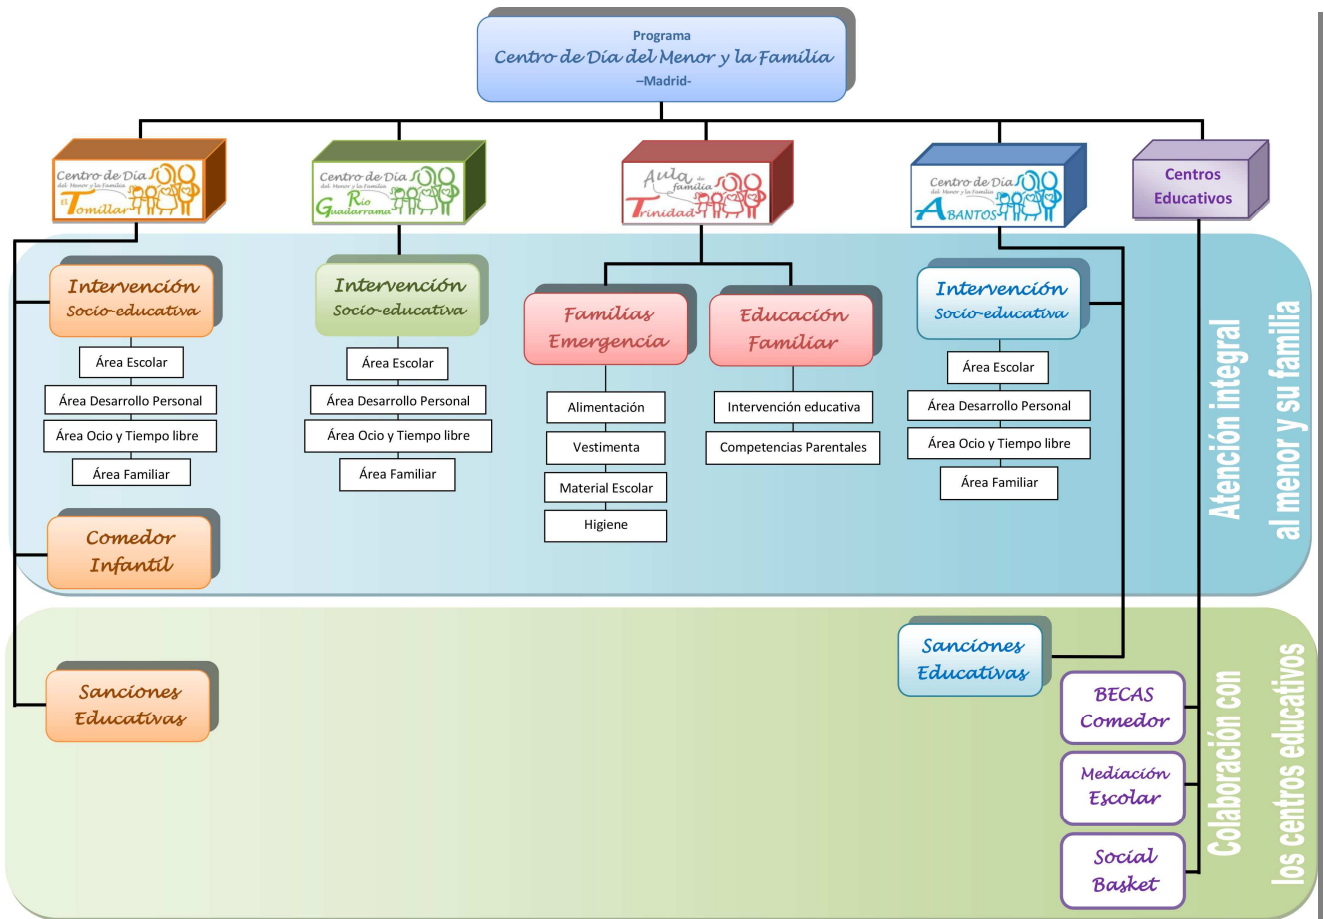 Programa
Centro de Día del Menor y la Familia
–Madrid-
Centro de Día
del Menor y la Familia
El
Tomillar
Centro de Día
del Menor y la Familia
Río
Guadarrama
Aula de
familia
Trinidad
Centro de Día
del Menor y la Familia
ABANTOS
Centros
Educativos
Intervención
Socio-educativa
Área Escolar
Área Desarrollo Personal
Área Ocio y Tiempo libre
Área Familiar
Comedor
Infantil
Intervención
Socio-educativa
Área Escolar
Área Desarrollo Personal
Área Ocio y Tiempo libre
Área Familiar
Familias
Emergencia
Alimentación
Vestimenta
Material Escolar
Higiene
Educación
Familiar
Intervención educativa
Competencias Parentales
Intervención
Socio-educativa
Área Escolar
Área Desarrollo Personal
Área Ocio y Tiempo libre
Área Familiar
Atención integral
al menor y su familia
Sanciones
Educativas
Sanciones
Educativas
BECAS
Comedor
Mediación
Escolar
Social
Basket
Colaboración con
los centros educativos